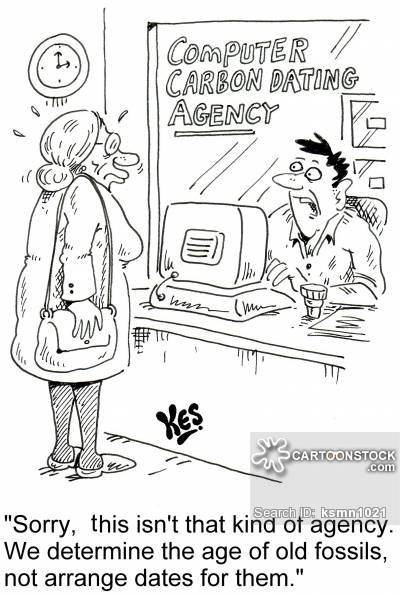 COMPUTER
CARBON DATING
AGENCY
KES.
CARTOONSTOCK
.com
Search ID: ksmn1021
"Sorry,  this isn't that kind of agency.
We determine the age of old fossils,
not arrange dates for them."